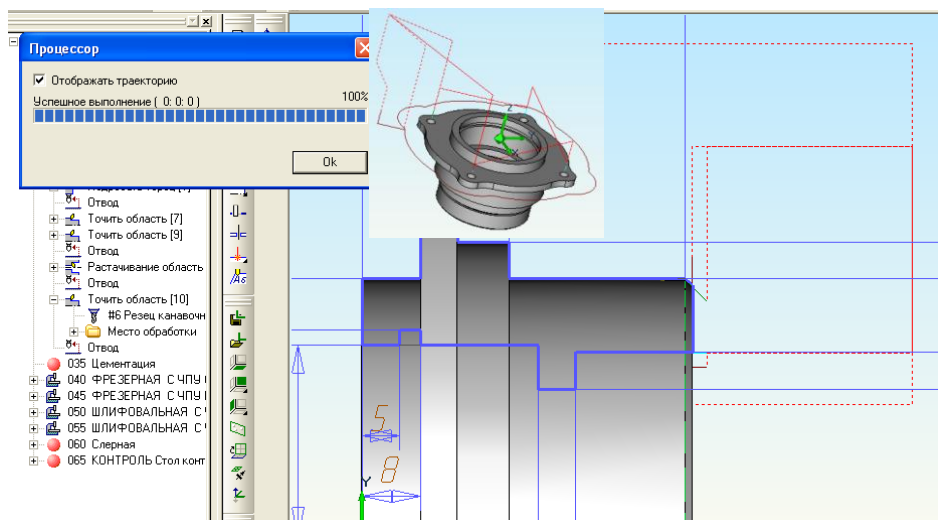 Процессор
Отображать траекторию
Успешное выполнение ( 0: 0: 0 )
100%
Ok
Отвод
Точить область [7]
Точить область [9]
Отвод
Растачивание область
Отвод
Точить область [10]
#6 Резец канавочн
Место обработки
Отвод
035 Цементация
040 ФРЕЗЕРНАЯ С ЧПУ
045 ФРЕЗЕРНАЯ С ЧПУ
050 ШЛИФОВАЛЬНАЯ С
055 ШЛИФОВАЛЬНАЯ С
060 Слерная
065 КОНТРОЛЬ Стол конт
Z
X
5
8
Y